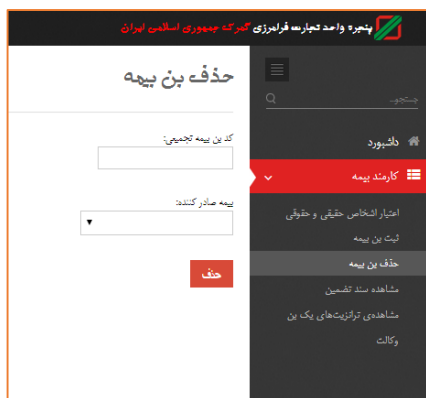 پنجره واحد تجارت فرامرزی گمرک جمهوری اسلامی ایران
جستجو...
داشبورد
کارمند بیمه
اعتبار اشخاص حقیقی و حقوقی
ثبت بن بیمه
حذف بن بیمه
مشاهده سند تضمین
مشاهده‌ی ترانزیت‌های یک بن
وکالت
حذف بن بیمه
کد بن بیمه تجمیعی:
بیمه صادر کننده:
حذف